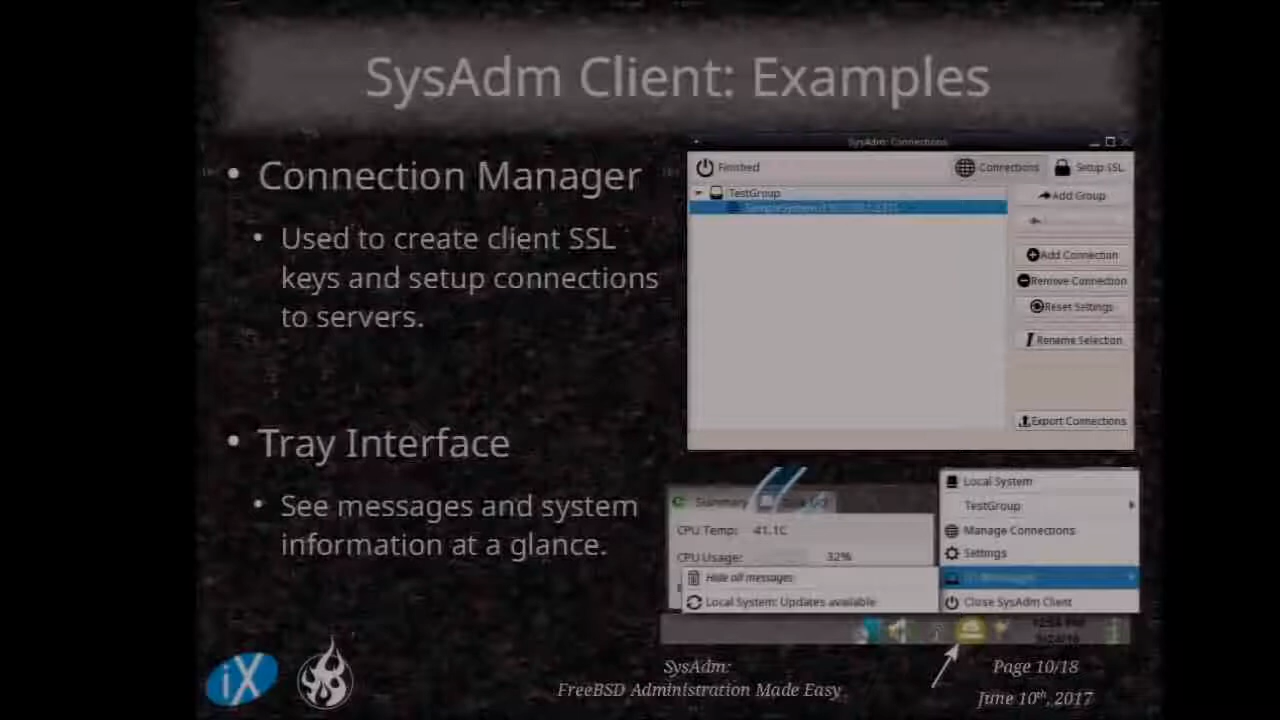 SysAdm Client: Examples
• Connection Manager
• Used to create client SSL
keys and setup connections
to servers.
• Tray Interface
• See messages and system
information at a glance.
SysAdm: Connections
Finished
Connections
Setup SSL
TestGroup
Add Group
Add Connection
Remove Connection
Reset Settings
Rename Selection
Export Connections
Summary
CPU Temp: 41.1C
CPU Usage: 32%
Hide all messages
Local System: Updates available
Local System
TestGroup
Manage Connections
Settings
Close SysAdm Client
iX
SysAdm:
FreeBSD Administration Made Easy
Page 10/18
June 10th, 2017